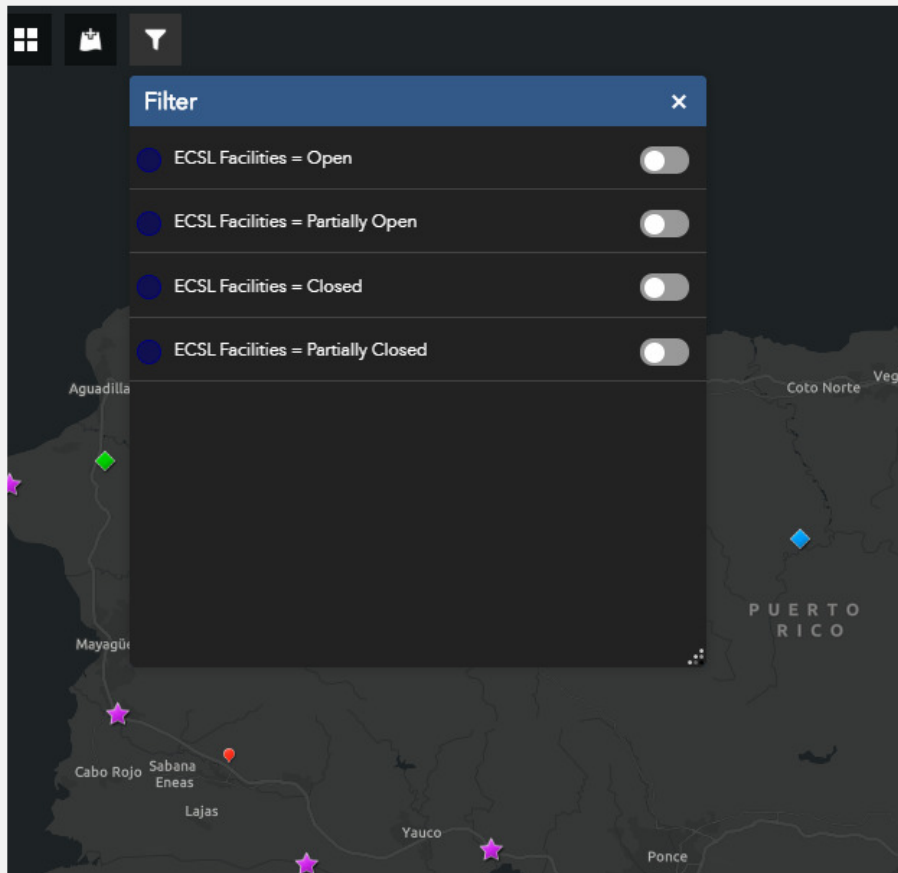 Filter
ECSL Facilities = Open
ECSL Facilities = Partially Open
ECSL Facilities = Closed
ECSL Facilities = Partially Closed
Aguadilla
Coto Norte
Veg
PUERTO
RICO
Mayagüe
Cabo Rojo
Sabana
Eneas
Lajas
Yauco
Ponce